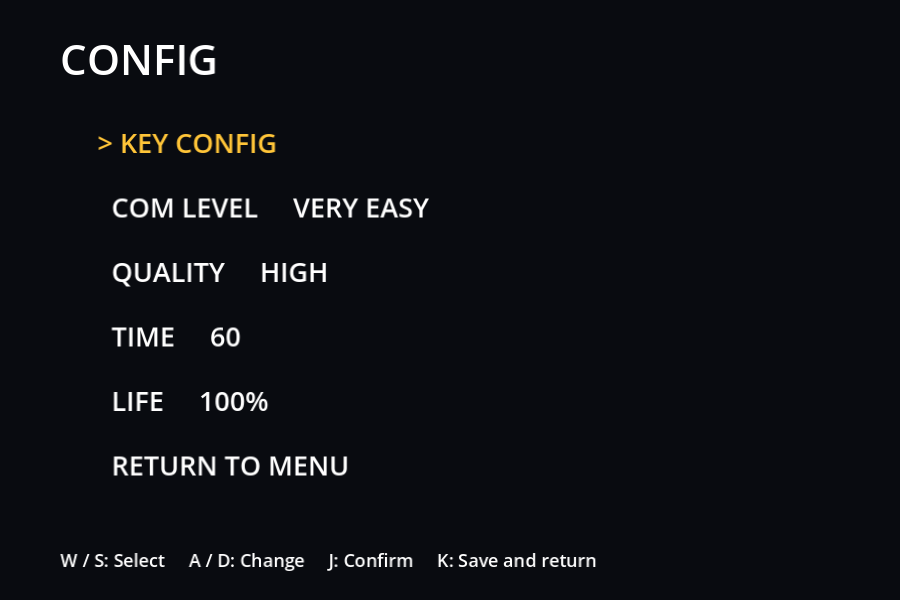 CONFIG
> KEY CONFIG
COM LEVEL VERY EASY
QUALITY HIGH
TIME 60
LIFE 100%
RETURN TO MENU
W / S: Select A / D: Change J: Confirm K: Save and return